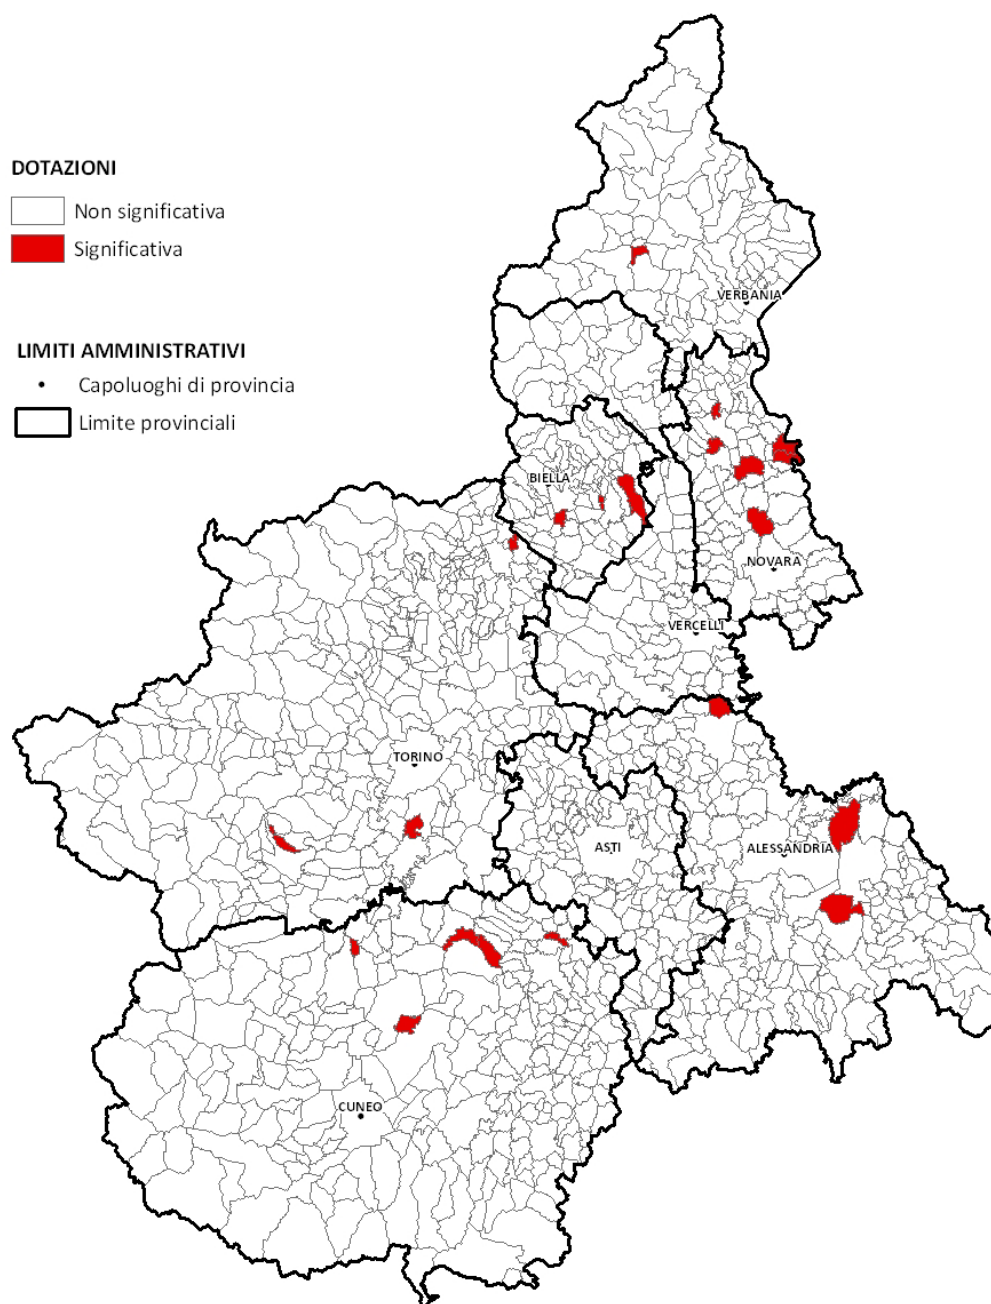 DOTAZIONI
Non significativa
Significativa
LIMITI AMMINISTRATIVI
Capoluoghi di provincia
Limite provinciali
VERBANIA
BIELLA
NOVARA
VERCELLI
TORINO
ASTI
ALESSANDRIA
CUNEO